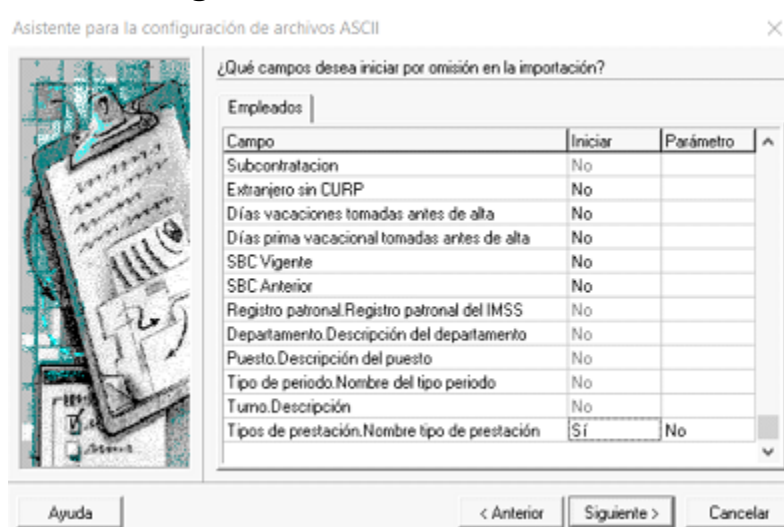 Asistente para la configuración de archivos ASCII
¿Qué campos desea iniciar por omisión en la importación?
Empleados
Campo Iniciar Parámetro
Subcontratacion No
Extranjero sin CURP No
Días vacaciones tomadas antes de alta No
Días prima vacacional tomadas antes de alta No
SBC Vigente No
SBC Anterior No
Registro patronal.Registro patronal del IMSS No
Departamento.Descripción del departamento No
Puesto.Descripción del puesto No
Tipo de periodo.Nombre del tipo periodo No
Turno.Descripción No
Tipos de prestación.Nombre tipo de prestación Sí No
Ayuda < Anterior Siguiente > Cancelar